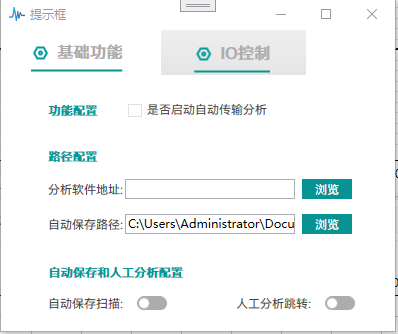 提示框
基础功能 IO控制
功能配置 是否启动自动传输分析
路径配置
分析软件地址: 浏览
自动保存路径: C:\Users\Administrator\Docu 浏览
自动保存和人工分析配置
自动保存扫描: 人工分析跳转: